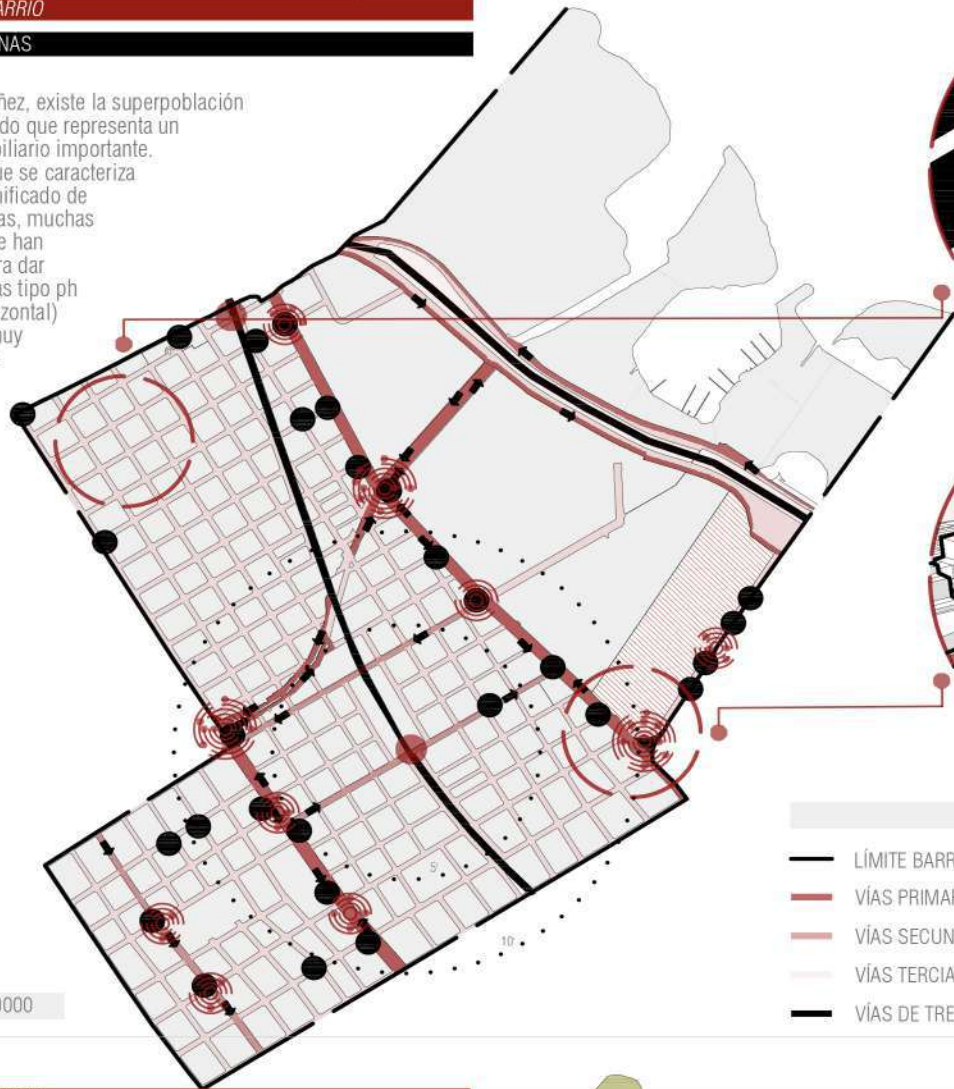 ARRIO
NAS
ñez, existe la superpoblación
do que representa un
biliario importante.
ue se caracteriza
nificado de
as, muchas
e han
ra dar
as tipo ph
zontal)
nuy
5'
10'
0000
LÍMITE BARR
VÍAS PRIMAR
VÍAS SECUN
VÍAS TERCIA
VÍAS DE TRE